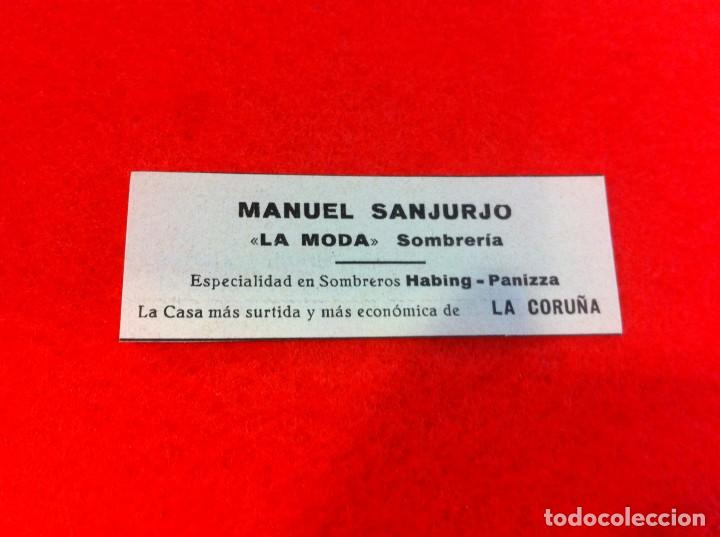 MANUEL SANJURJO
«LA MODA» Sombrería
Especialidad en Sombreros Habing - Panizza
La Casa más surtida y más económica de LA CORUÑA
todocoleccion.net